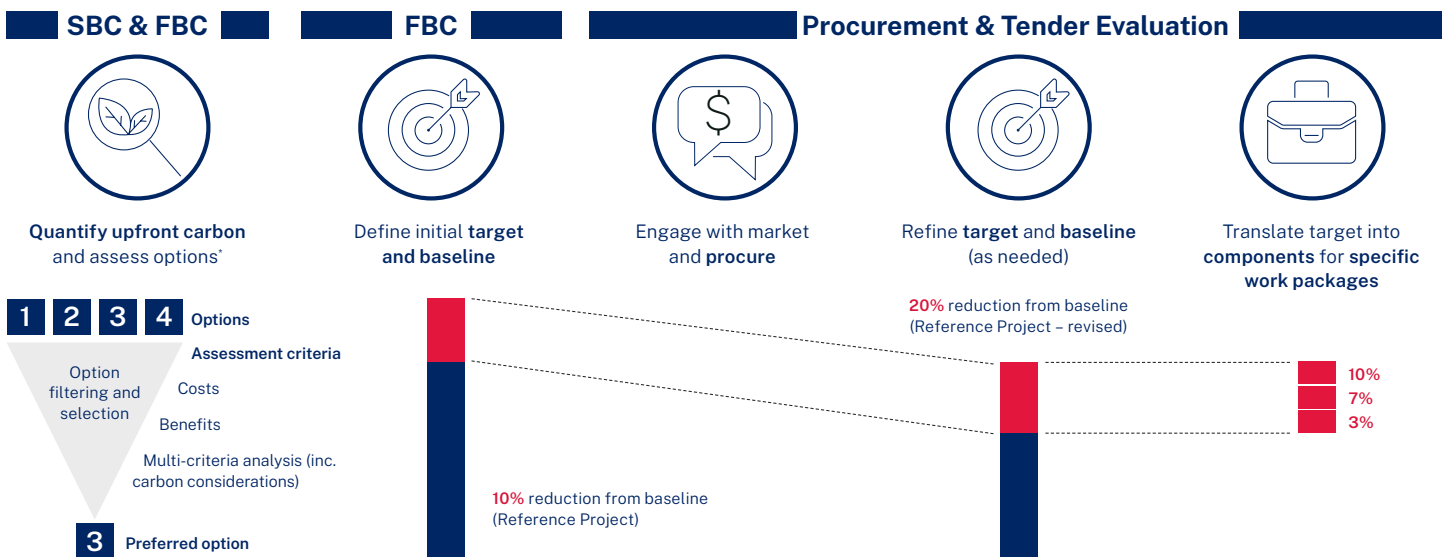 SBC & FBC
FBC
Procurement & Tender Evaluation
$
Quantify upfront carbon
and assess options*
Define initial target
and baseline
Engage with market
and procure
Refine target and baseline
(as needed)
Translate target into
components for specific
work packages
1 2 3 4 Options
Assessment criteria
Option
filtering and
selection
Costs
Benefits
Multi-criteria analysis (inc.
carbon considerations)
3 Preferred option
10% reduction from baseline
(Reference Project)
20% reduction from baseline
(Reference Project – revised)
10%
7%
3%